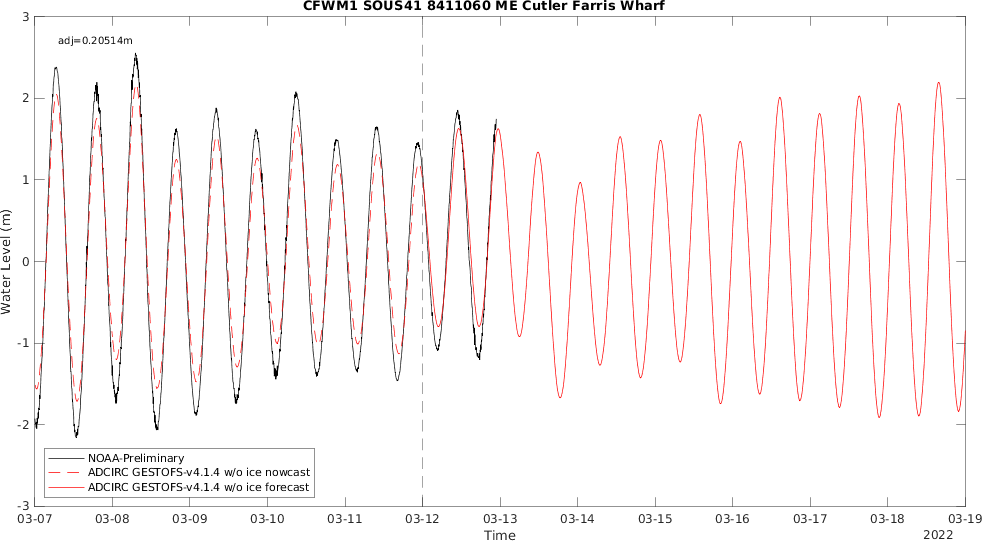 CFWM1 SOUS41 8411060 ME Cutler Farris Wharf
adj=0.20514m
3
2
1
0
-1
-2
-3
Water Level (m)
NOAA-Preliminary
ADCIRC GESTOFS-v4.1.4 w/o ice nowcast
ADCIRC GESTOFS-v4.1.4 w/o ice forecast
03-07 03-08 03-09 03-10 03-11 03-12 03-13 03-14 03-15 03-16 03-17 03-18 03-19
Time
2022